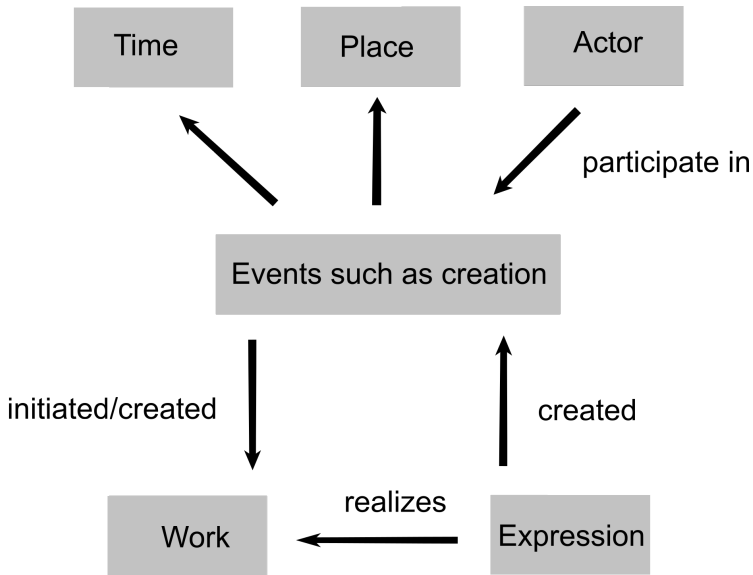 Time
Place
Actor
participate in
Events such as creation
initiated/created
created
realizes
Work
Expression